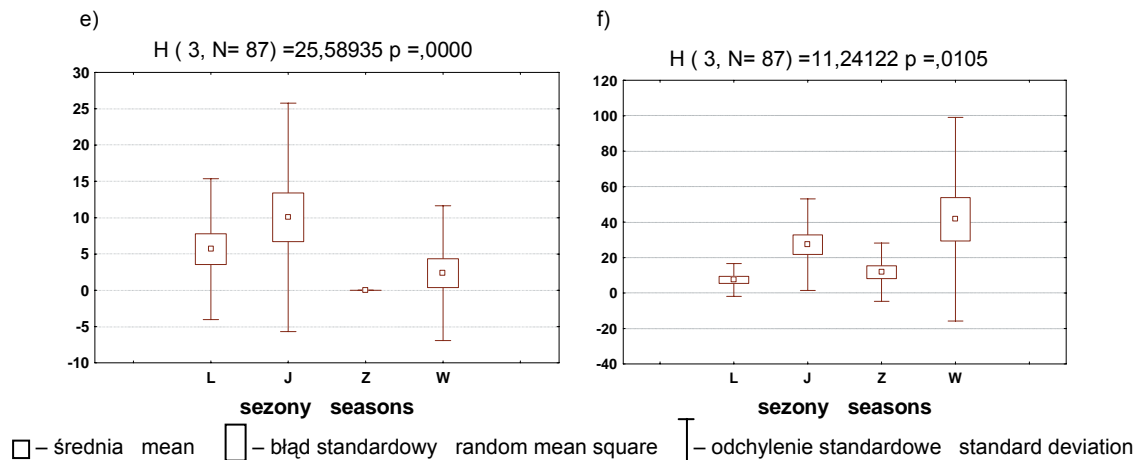 e)
H ( 3, N= 87) =25,58935 p =,0000
30
25
20
15
10
5
0
-5
-10
L J Z W
sezony seasons
f)
H ( 3, N= 87) =11,24122 p =,0105
120
100
80
60
40
20
0
-20
-40
L J Z W
sezony seasons
– średnia mean – błąd standardowy random mean square – odchylenie standardowe standard deviation